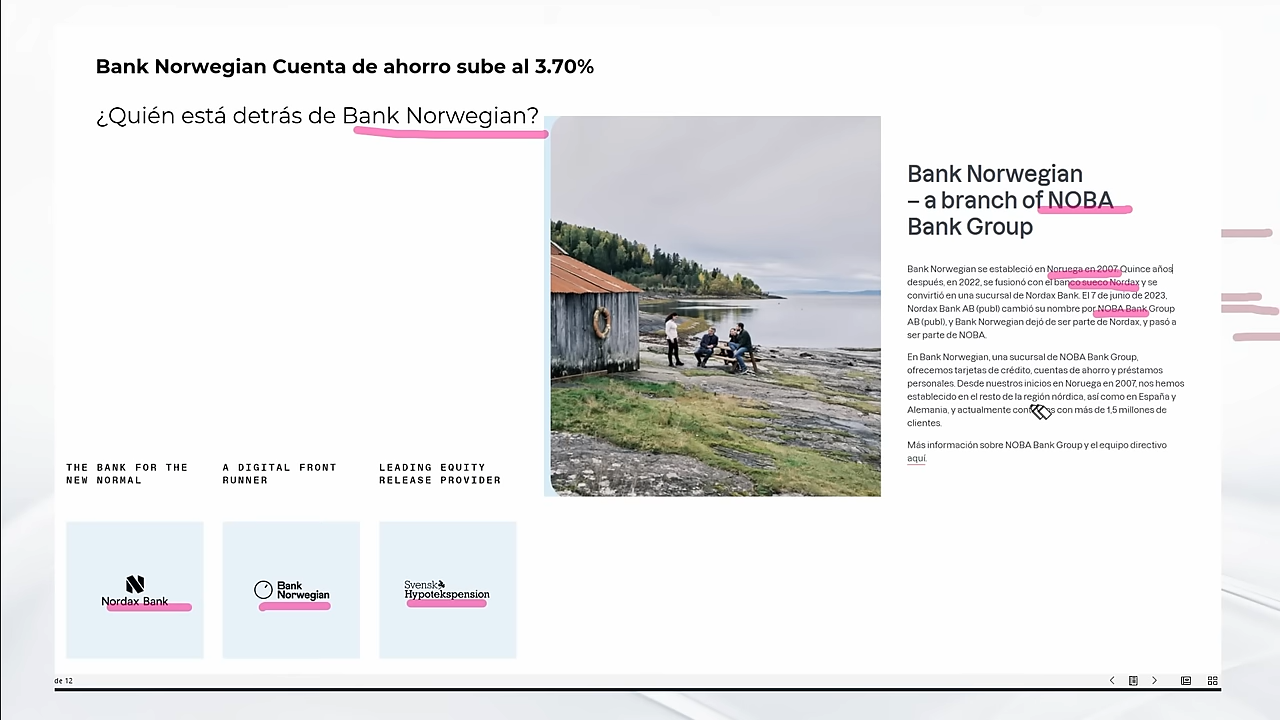 Bank Norwegian Cuenta de ahorro sube al 3.70%
¿Quién está detrás de Bank Norwegian?
Bank Norwegian
– a branch of NOBA
Bank Group
Bank Norwegian se estableció en Noruega en 2007 Quince años
después, en 2022, se fusionó con el banco sueco Nordax y se
convirtió en una sucursal de Nordax Bank. El 7 de junio de 2023,
Nordax Bank AB (publ) cambió su nombre por NOBA Bank Group
AB (publ), y Bank Norwegian dejó de ser parte de Nordax, y pasó a
ser parte de NOBA.
En Bank Norwegian, una sucursal de NOBA Bank Group,
ofrecemos tarjetas de crédito, cuentas de ahorro y préstamos
personales. Desde nuestros inicios en Noruega en 2007, nos hemos
establecido en el resto de la región nórdica, así como en España y
Alemania, y actualmente con más de 1,5 millones de
clientes.
Más información sobre NOBA Bank Group y el equipo directivo
aquí.
THE BANK FOR THE
NEW NORMAL
A DIGITAL FRONT
RUNNER
LEADING EQUITY
RELEASE PROVIDER
Nordax Bank
Bank
Norwegian
Svensk
Hypotekspension
de 12